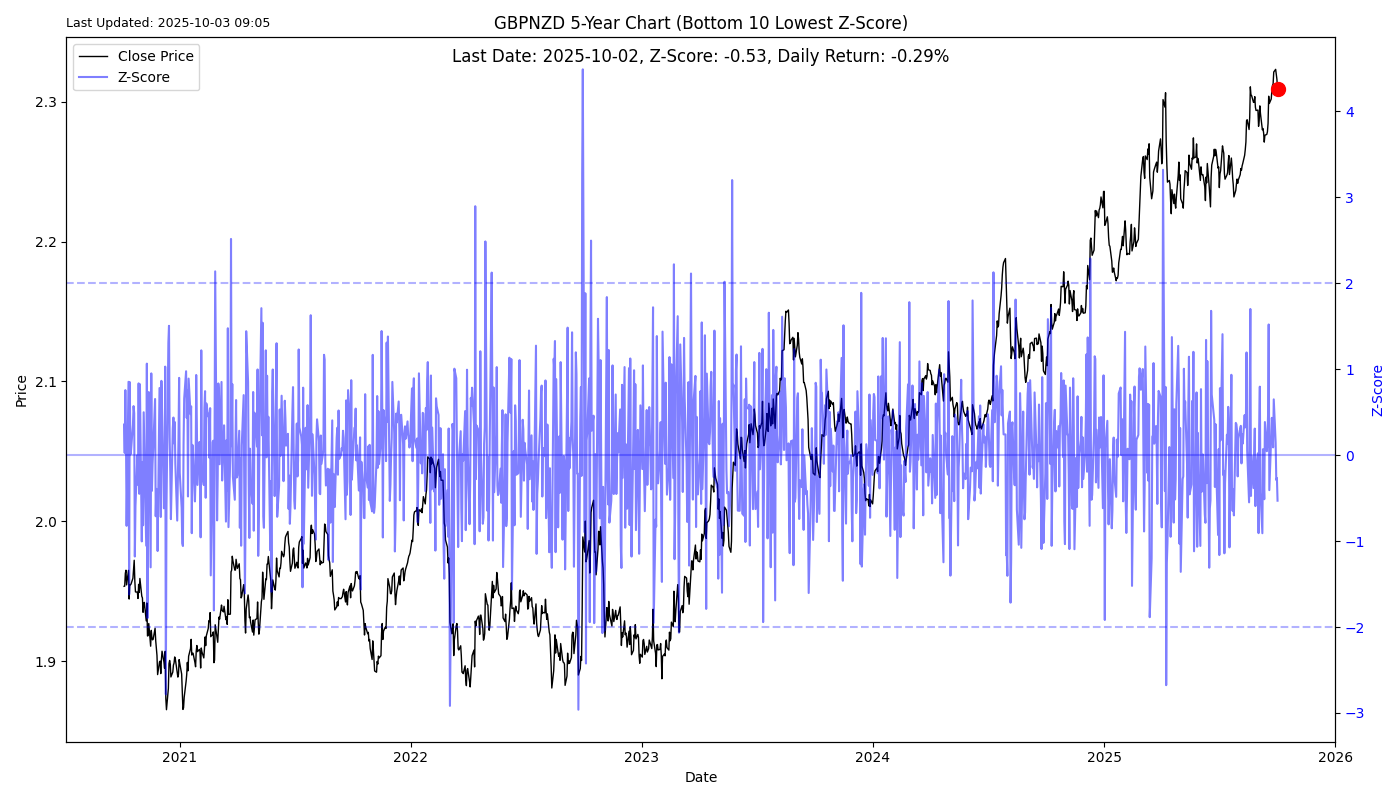 Last Updated: 2025-10-03 09:05
GBPNZD 5-Year Chart (Bottom 10 Lowest Z-Score)
Last Date: 2025-10-02, Z-Score: -0.53, Daily Return: -0.29%
Close Price
Z-Score
2.3
2.2
2.1
2.0
1.9
Price
4
3
2
1
0
−1
−2
−3
Z-Score
2021
2022
2023
2024
2025
2026
Date